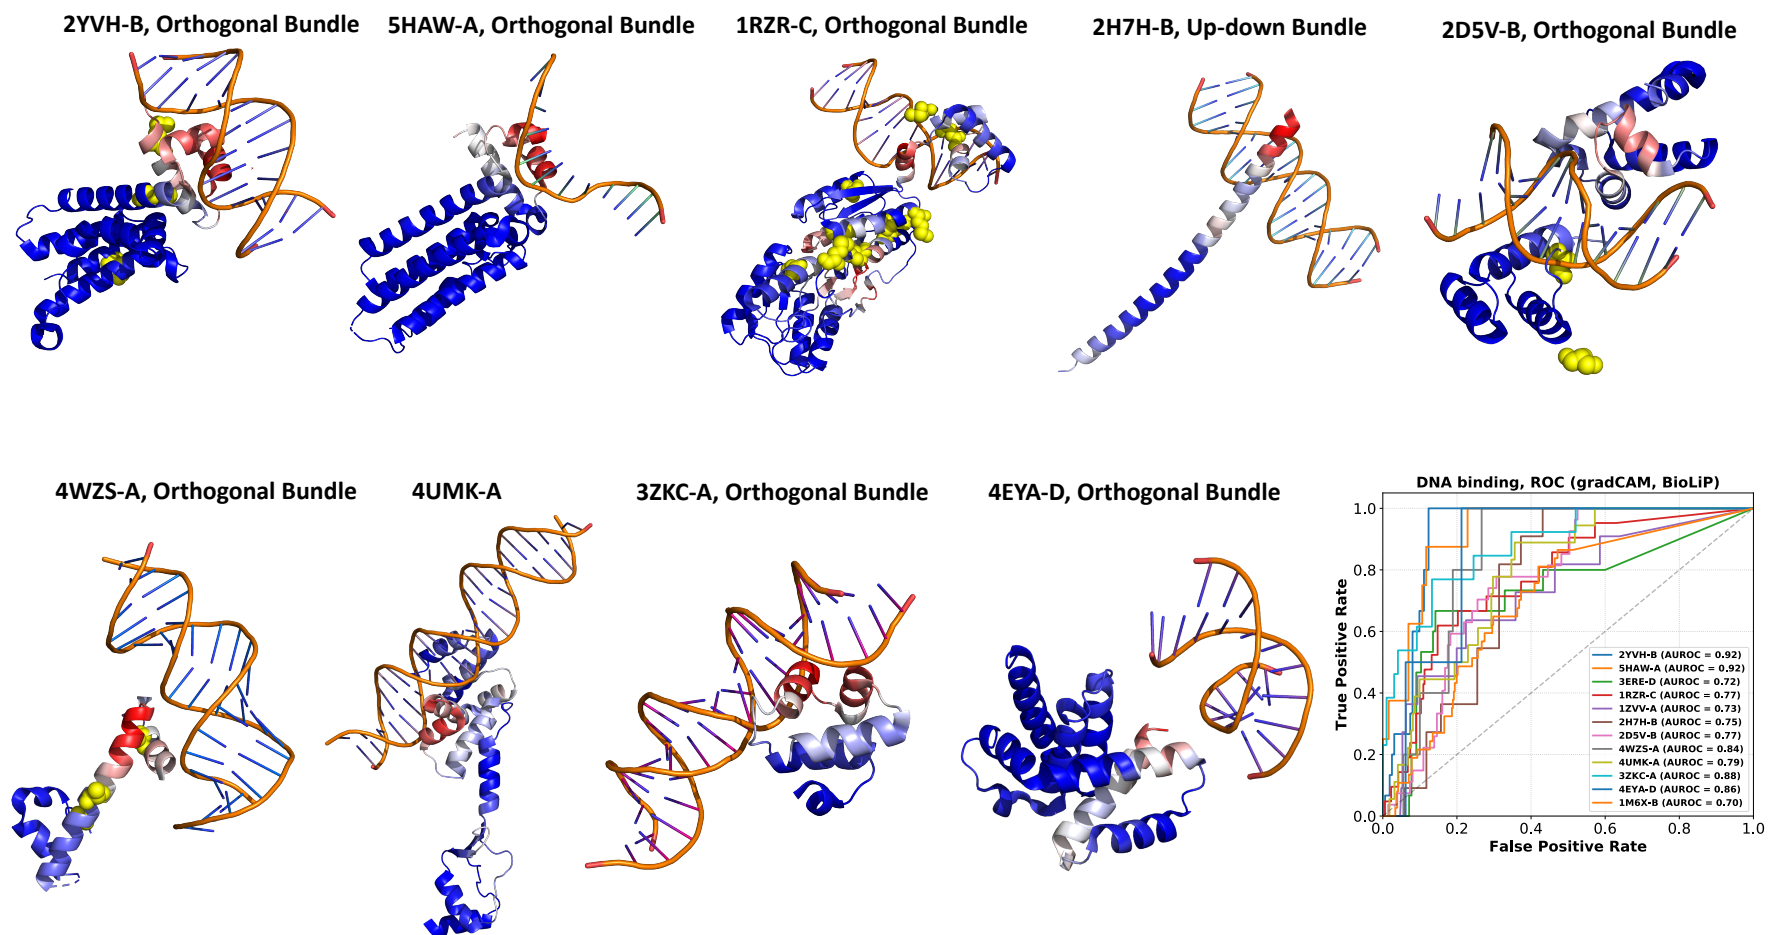 2YVH-B, Orthogonal Bundle
5HAW-A, Orthogonal Bundle
1RZR-C, Orthogonal Bundle
2H7H-B, Up-down Bundle
2D5V-B, Orthogonal Bundle
4WZS-A, Orthogonal Bundle
4UMK-A
3ZKC-A, Orthogonal Bundle
4EYA-D, Orthogonal Bundle
DNA binding, ROC (gradCAM, BioLiP)
True Positive Rate
1.0
0.8
0.6
0.4
0.2
0.0
2YVH-B (AUROC = 0.92)
5HAW-A (AUROC = 0.92)
3ERE-D (AUROC = 0.72)
1RZR-C (AUROC = 0.77)
1ZVV-A (AUROC = 0.73)
2H7H-B (AUROC = 0.75)
2D5V-B (AUROC = 0.77)
4WZS-A (AUROC = 0.84)
4UMK-A (AUROC = 0.79)
3ZKC-A (AUROC = 0.88)
4EYA-D (AUROC = 0.86)
1M6X-B (AUROC = 0.70)
0.0 0.2 0.4 0.6 0.8 1.0
False Positive Rate